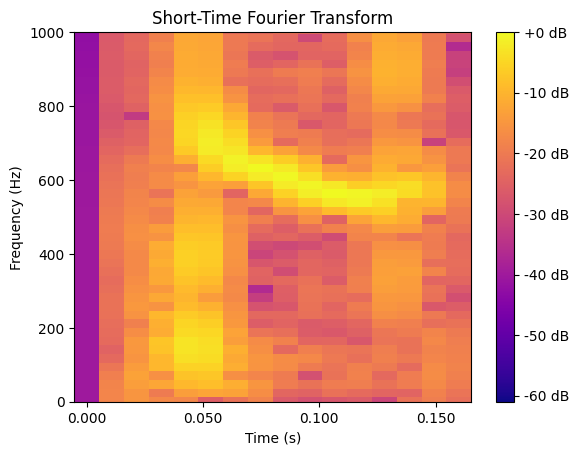 Short-Time Fourier Transform
1000
800
600
400
200
0
Frequency (Hz)
0.000
0.050
0.100
0.150
Time (s)
+0 dB
-10 dB
-20 dB
-30 dB
-40 dB
-50 dB
-60 dB